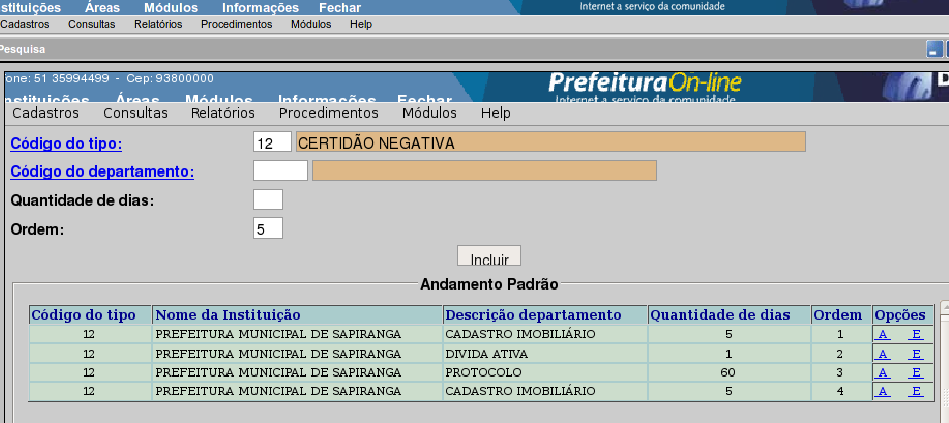 stituições Áreas Módulos Informações Fechar
Internet a serviço da comunidade
Cadastros Consultas Relatórios Procedimentos Módulos Help
Pesquisa
one: 51 35994499 - Cep: 93800000
PrefeituraOn-line
Internet a serviço da comunidade
nstituições Áreas Módulos Informações Fechar
Cadastros Consultas Relatórios Procedimentos Módulos Help
Código do tipo: 12 CERTIDÃO NEGATIVA
Código do departamento:
Quantidade de dias:
Ordem: 5
Incluir
Andamento Padrão
Código do tipo Nome da Instituição Descrição departamento Quantidade de dias Ordem Opções
12 PREFEITURA MUNICIPAL DE SAPIRANGA CADASTRO IMOBILIÁRIO 5 1 A E
12 PREFEITURA MUNICIPAL DE SAPIRANGA DIVIDA ATIVA 1 2 A E
12 PREFEITURA MUNICIPAL DE SAPIRANGA PROTOCOLO 60 3 A E
12 PREFEITURA MUNICIPAL DE SAPIRANGA CADASTRO IMOBILIÁRIO 5 4 A E